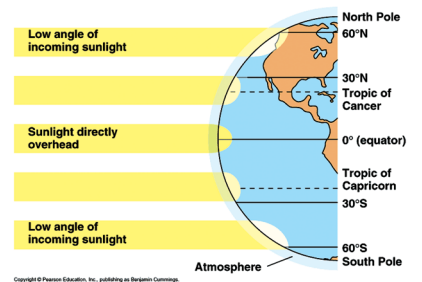 North Pole
Low angle of
incoming sunlight
60°N
30°N
Tropic of
Cancer
Sunlight directly
overhead
0° (equator)
Tropic of
Capricorn
30°S
Low angle of
incoming sunlight
60°S
South Pole
Atmosphere
Copyright © Pearson Education, Inc., publishing as Benjamin Cummings.